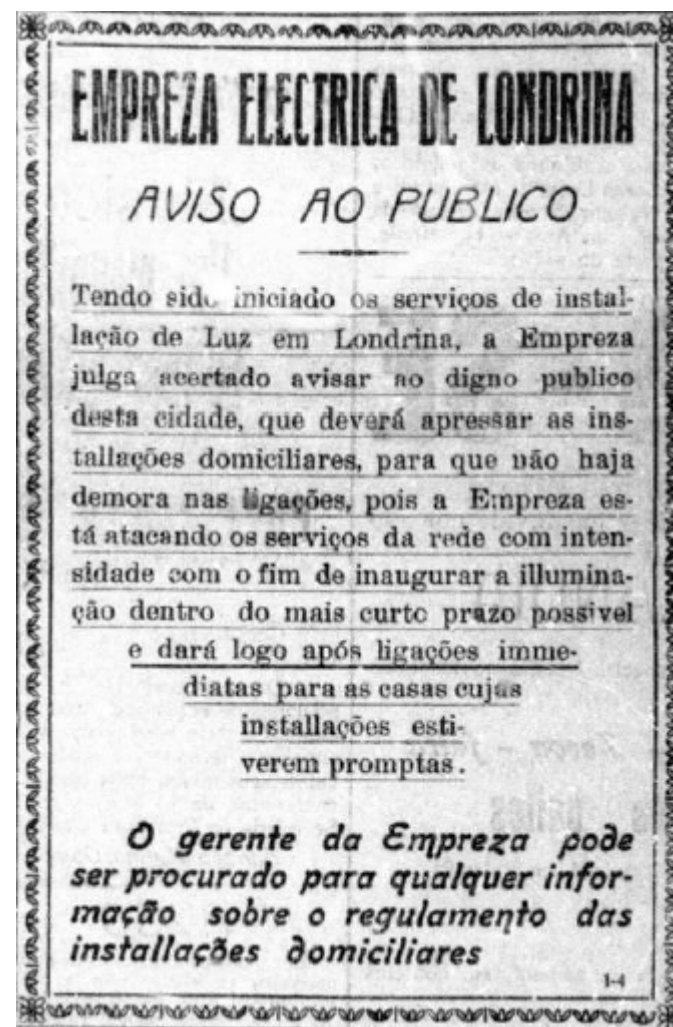 EMPREZA ELECTRICA DE LONDRINA
AVISO AO PUBLICO
Tendo sido iniciado os serviços de instal-
lação de Luz em Londrina, a Empreza
julga acertado avisar ao digno publico
desta cidade, que deverá apressar as ins-
tallações domiciliares, para que não haja
demora nas ligações, pois a Empreza es-
tá atacando os serviços da rede com inten-
sidade com o fim de inaugurar a illumina-
ção dentro do mais curto prazo possivel
e dará logo após ligações imme-
diatas para as casas cujas
installações esti-
verem promptas.
O gerente da Empreza pode
ser procurado para qualquer infor-
mação sobre o regulamento das
installações domiciliares
1-4